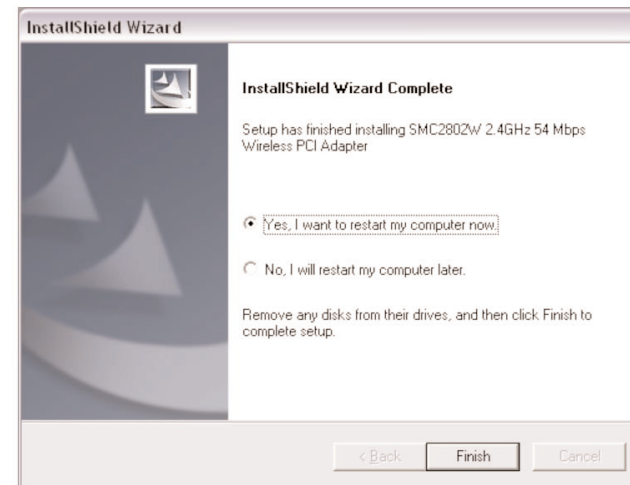 InstallShield Wizard
InstallShield Wizard Complete
Setup has finished installing SMC2802W 2.4GHz 54 Mbps
Wireless PCI Adapter
Yes, I want to restart my computer now.
No, I will restart my computer later.
Remove any disks from their drives, and then click Finish to
complete setup.
< Back Finish Cancel